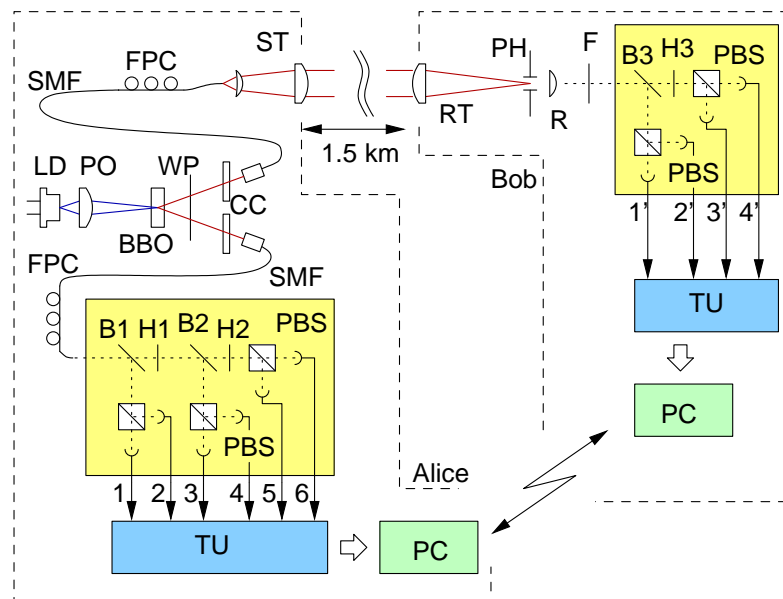 FPC ST PH F B3 H3 PBS
SMF
RT R
1.5 km
LD PO WP
CC
Bob
PBS
BBO
1' 2' 3' 4'
FPC
SMF
TU
B1 H1 B2 H2 PBS
PC
PBS
Alice
1 2 3 4 5 6
TU
PC